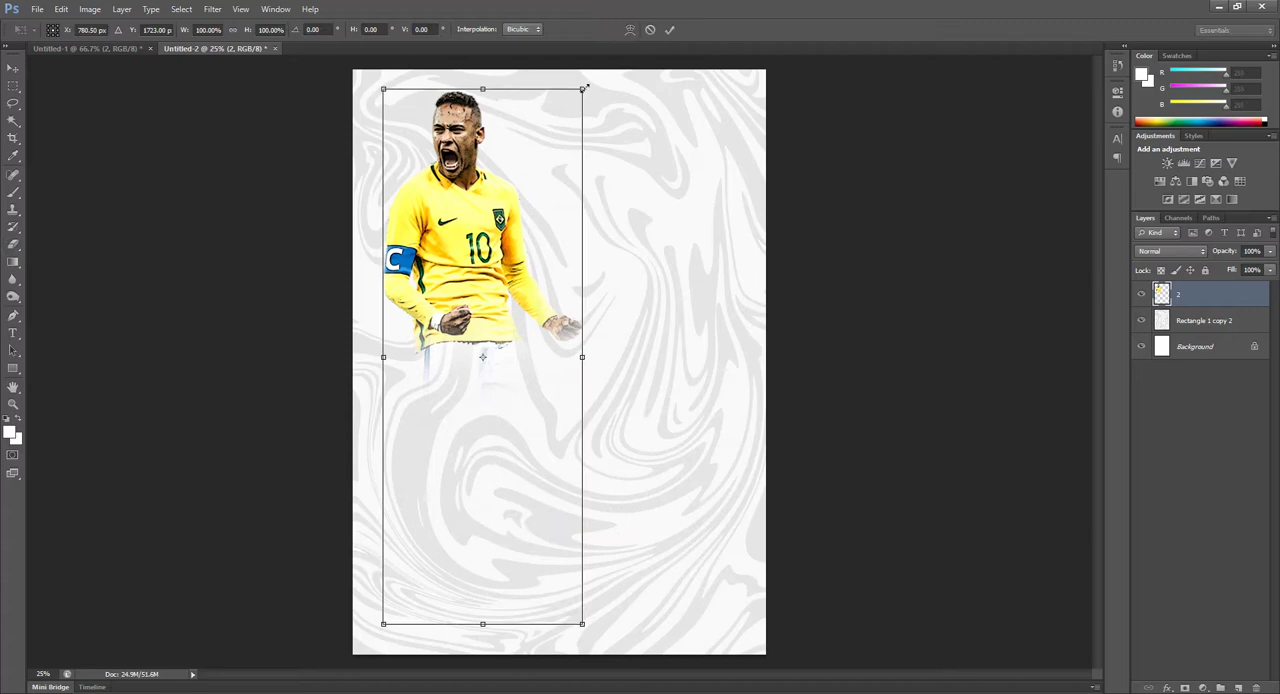 Ps File Edit Image Layer Type Select Filter View Window Help
X: 780.50 px Y: 1723.00 p W: 100.00% H: 100.00% 0.00 ° H: 0.00 ° V: 0.00 ° Interpolation: Bicubic Essentials
Untitled-1 @ 66.7% (2, RGB/8) * × Untitled-2 @ 25% (2, RGB/8) * ×
Color Swatches
R 255
G 255
B 255
Adjustments Styles
Add an adjustment
Layers Channels Paths
Kind
Normal Opacity: 100%
Lock: Fill: 100%
2
Rectangle 1 copy 2
Background
10
C
25% Doc: 24.9M/51.6M
Mini Bridge Timeline